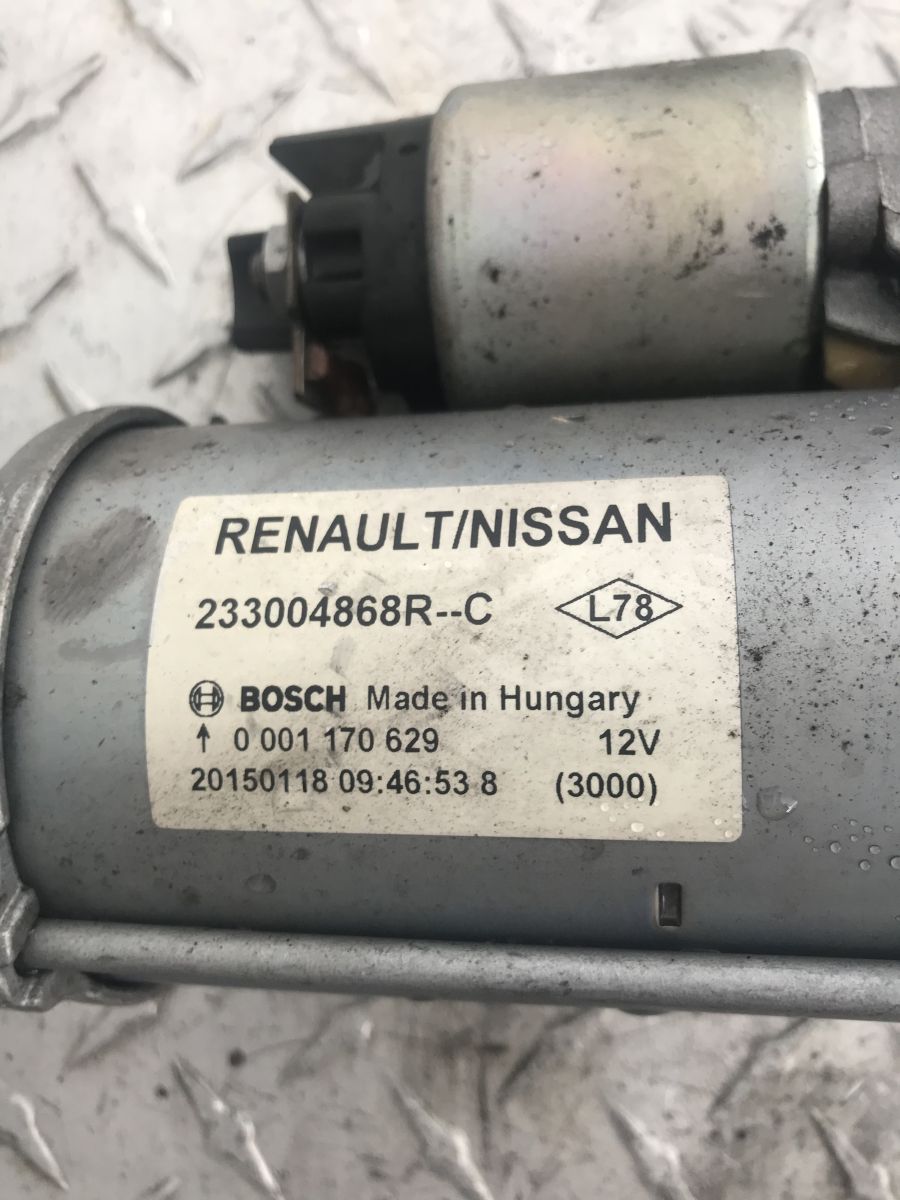 RENAULT/NISSAN
233004868R--C L78
BOSCH Made in Hungary
↑ 0 001 170 629 12V
20150118 09:46:53 8 (3000)